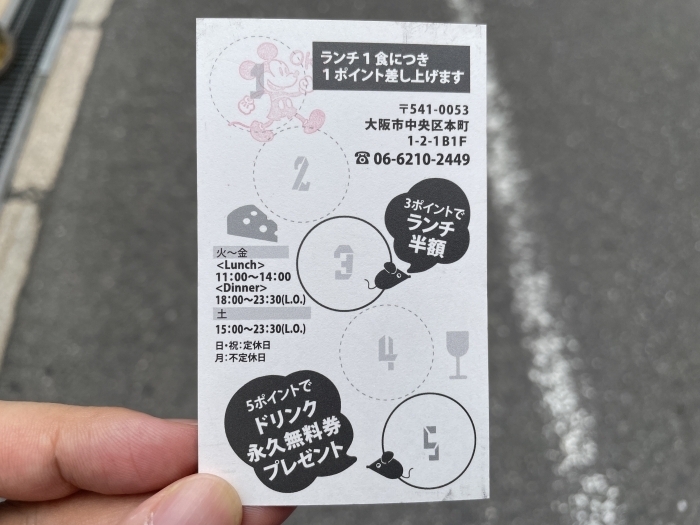 ランチ1食につき
1ポイント差し上げます
1
〒541-0053
大阪市中央区本町
1-2-1B1F
☎06-6210-2449
2
3ポイントで
ランチ
半額
3
火〜金
<Lunch>
11:00〜14:00
<Dinner>
18:00〜23:30(L.O.)
土
15:00〜23:30(L.O.)
日・祝:定休日
月:不定休日
4
5ポイントで
ドリンク
永久無料券
プレゼント
5